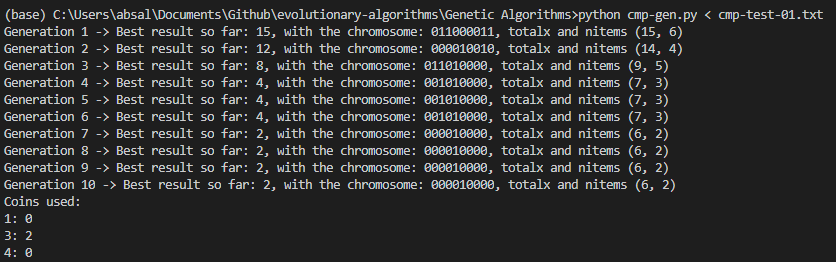 (base) C:\Users\absal\Documents\Github\evolutionary-algorithms\Genetic Algorithms>python cmp-gen.py < cmp-test-01.txt
Generation 1 -> Best result so far: 15, with the chromosome: 011000011, totalx and nitems (15, 6)
Generation 2 -> Best result so far: 12, with the chromosome: 000010010, totalx and nitems (14, 4)
Generation 3 -> Best result so far: 8, with the chromosome: 011010000, totalx and nitems (9, 5)
Generation 4 -> Best result so far: 4, with the chromosome: 001010000, totalx and nitems (7, 3)
Generation 5 -> Best result so far: 4, with the chromosome: 001010000, totalx and nitems (7, 3)
Generation 6 -> Best result so far: 4, with the chromosome: 001010000, totalx and nitems (7, 3)
Generation 7 -> Best result so far: 2, with the chromosome: 000010000, totalx and nitems (6, 2)
Generation 8 -> Best result so far: 2, with the chromosome: 000010000, totalx and nitems (6, 2)
Generation 9 -> Best result so far: 2, with the chromosome: 000010000, totalx and nitems (6, 2)
Generation 10 -> Best result so far: 2, with the chromosome: 000010000, totalx and nitems (6, 2)
Coins used:
1: 0
3: 2
4: 0